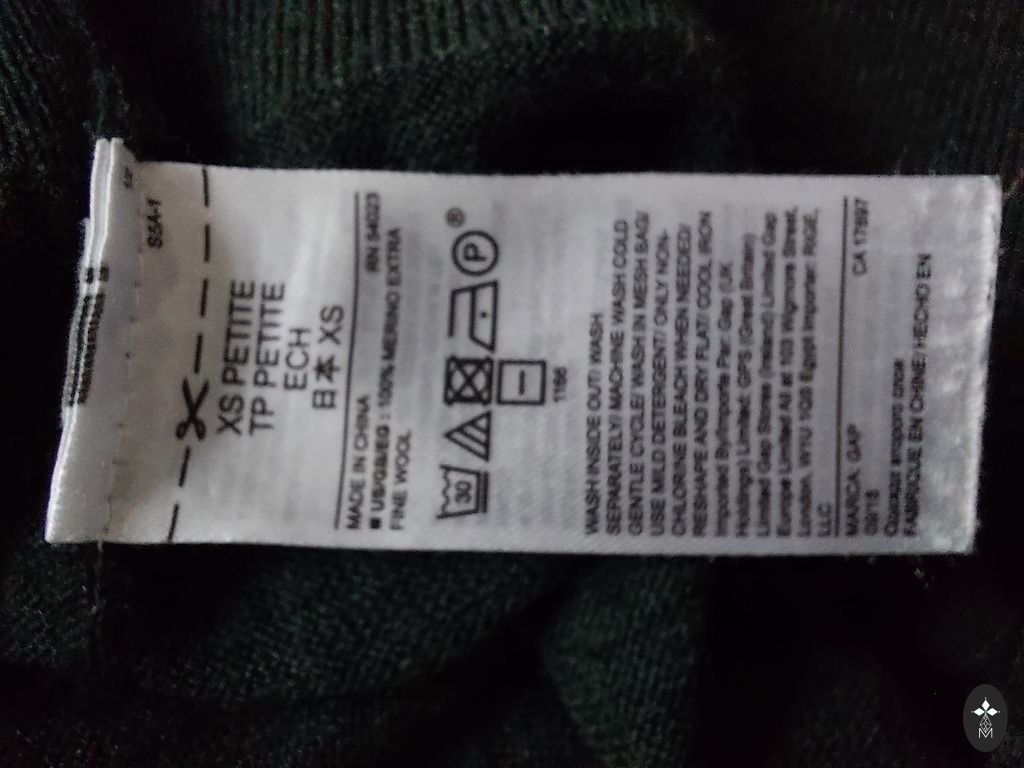 S54-1
XS PETITE
TP PETITE
ECH
日本 XS
RN 54023
MADE IN CHINA
■ US/GB/EG : 100% MERINO EXTRA
FINE WOOL
30
P
®
1166
WASH INSIDE OUT/ WASH
SEPARATELY/ MACHINE WASH COLD
GENTLE CYCLE/ WASH IN MESH BAG/
USE MILD DETERGENT/ ONLY NON-
CHLORINE BLEACH WHEN NEEDED/
RESHAPE AND DRY FLAT/ COOL IRON
Imported By/Importe Par: Gap (UK
Holdings) Limited; GPS (Great Britain)
Limited Gap Stores (Ireland) Limited Gap
Europe Limited All at 103 Wigmore Street,
London, W1U 1QS Egypt Importer: RIGE,
LLC
CA 17897
MARCA. GAP
FABRIQUE EN CHINE/ HECHO EN
M